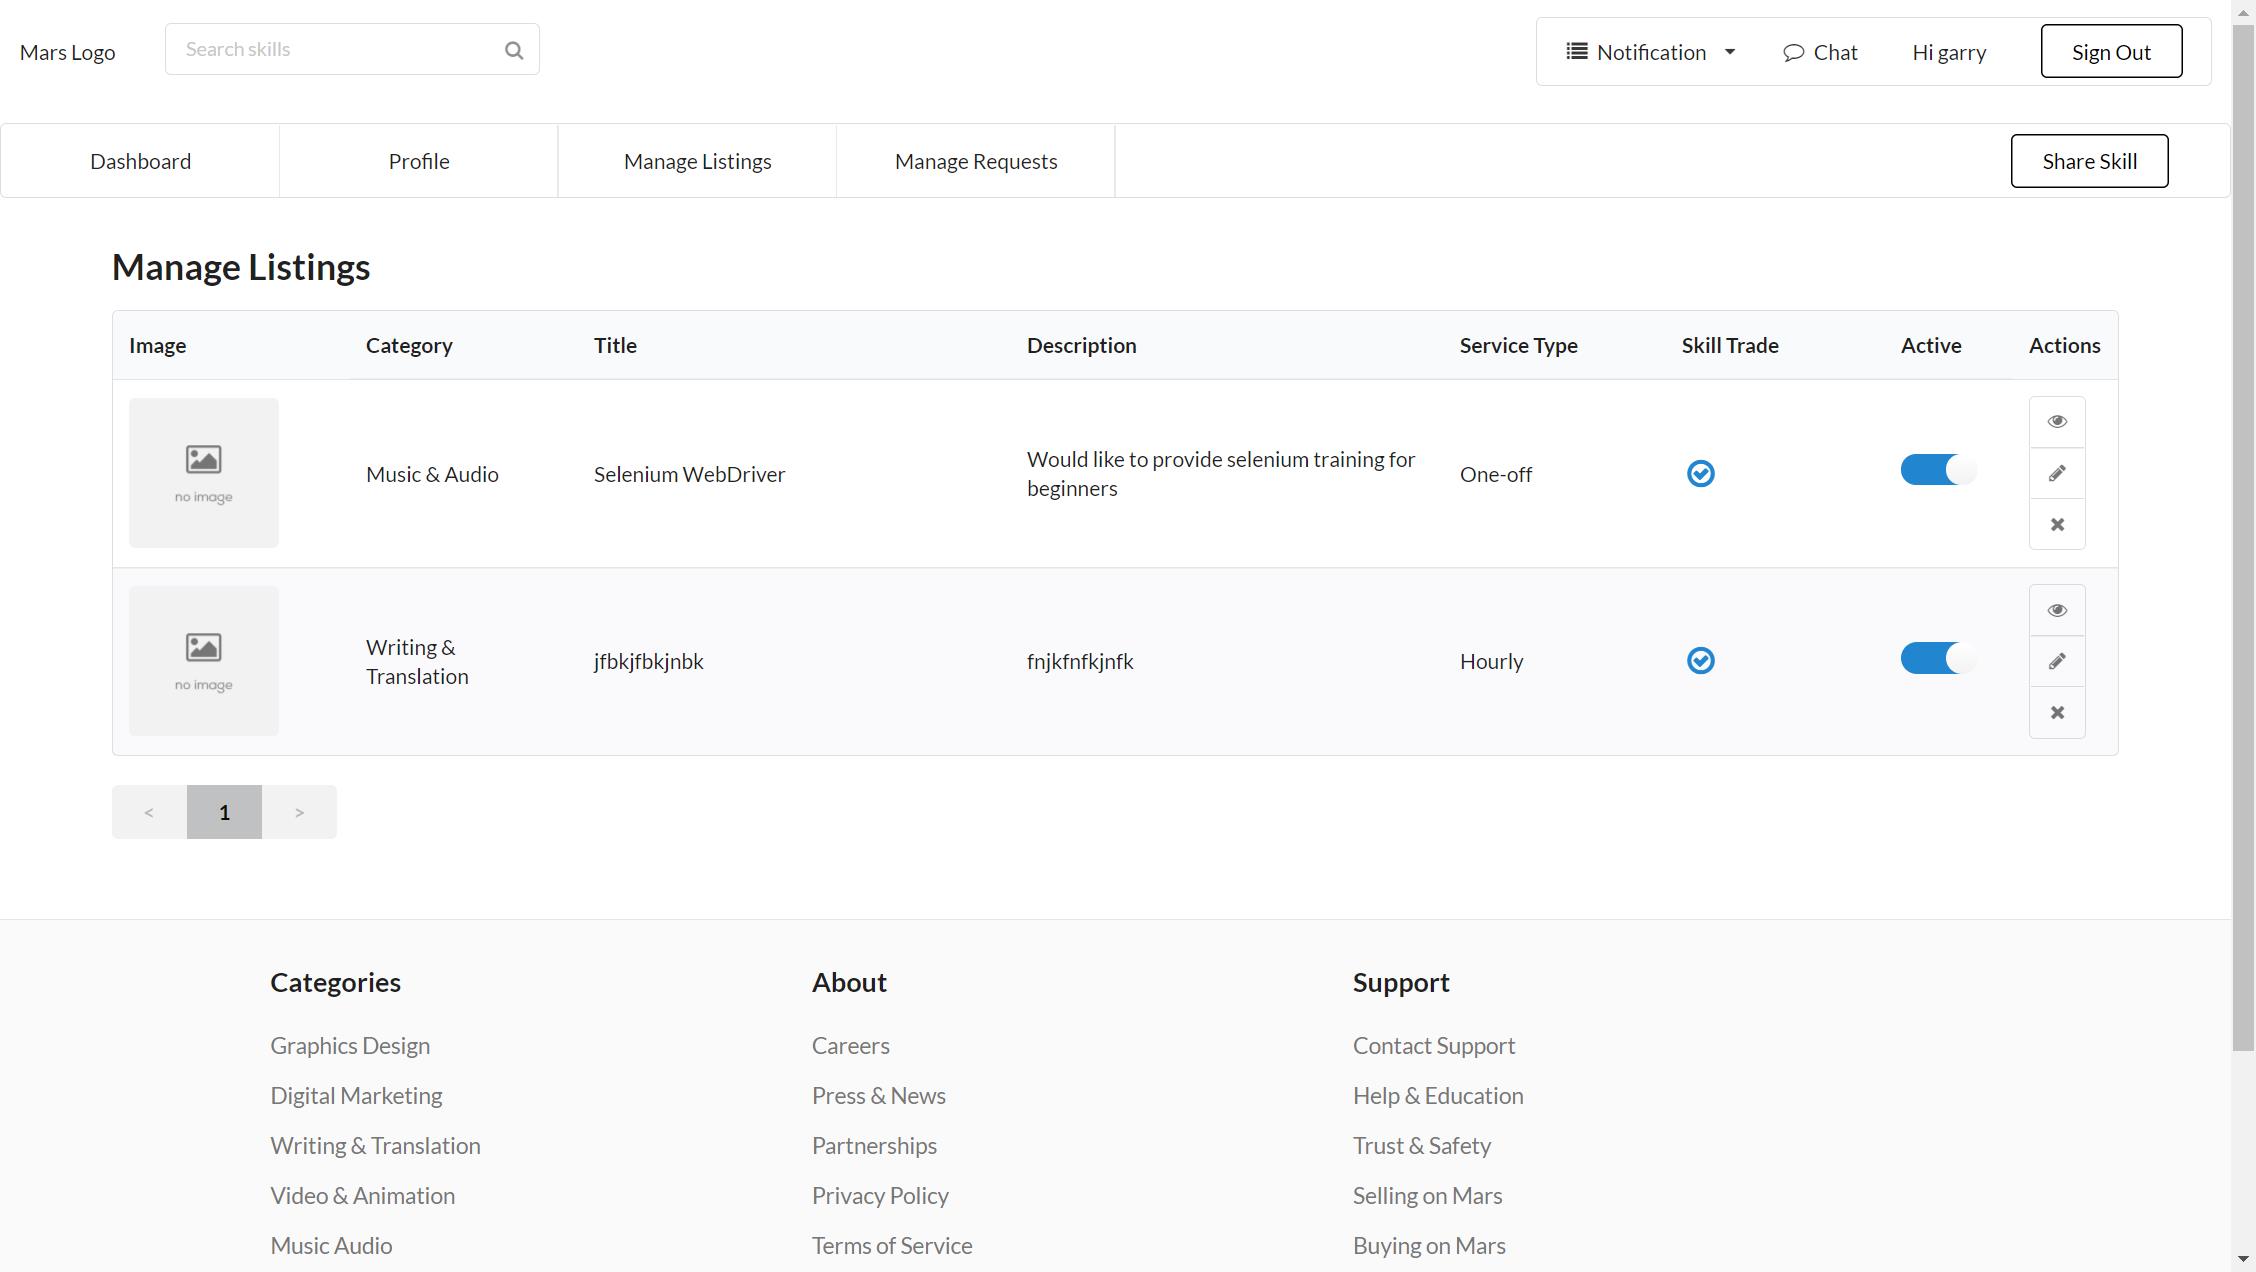 Mars Logo
Search skills
Notification
Chat
Hi garry
Sign Out
Dashboard
Profile
Manage Listings
Manage Requests
Share Skill
Manage Listings
Image Category Title Description Service Type Skill Trade Active Actions
no image
Music & Audio
Selenium WebDriver
Would like to provide selenium training for
beginners
One-off
no image
Writing &
Translation
jfbkjfbkjnbk
fnjkfnfkjnfk
Hourly
< 1 >
Categories
Graphics Design
Digital Marketing
Writing & Translation
Video & Animation
Music Audio
About
Careers
Press & News
Partnerships
Privacy Policy
Terms of Service
Support
Contact Support
Help & Education
Trust & Safety
Selling on Mars
Buying on Mars